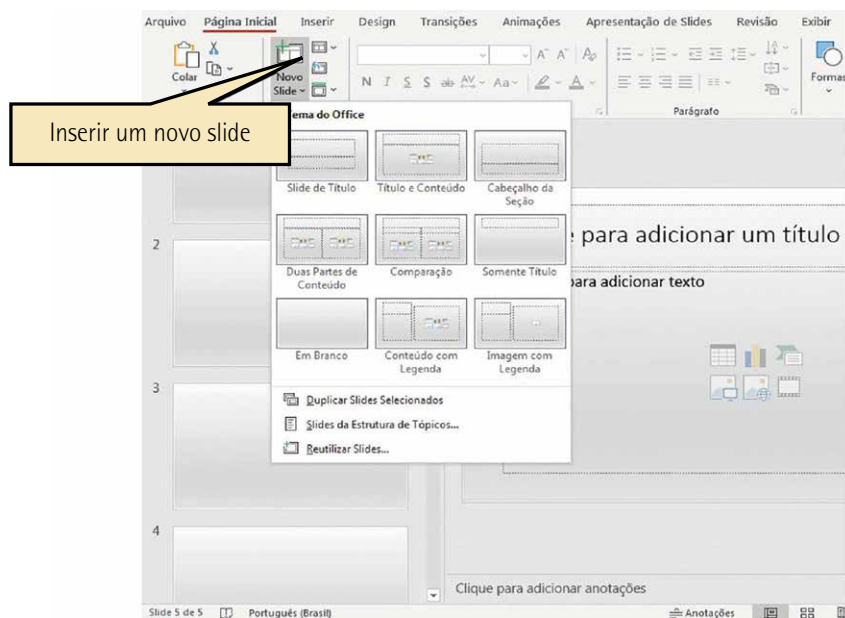 Arquivo Página Inicial Inserir Design Transições Animações Apresentação de Slides Revisão Exibir
Colar
Novo
Slide
N I S S ab AV Aa A
A A A
Parágrafo
Formas
Inserir um novo slide
ema do Office
Slide de Título Título e Conteúdo Cabeçalho da
Seção
Duas Partes de
Conteúdo
Comparação Somente Título
Em Branco Conteúdo com
Legenda
Imagem com
Legenda
Duplicar Slides Selecionados
Slides da Estrutura de Tópicos...
Reutilizar Slides...
2
3
4
para adicionar um título
para adicionar texto
Clique para adicionar anotações
Slide 5 de 5 Português (Brasil) Anotações